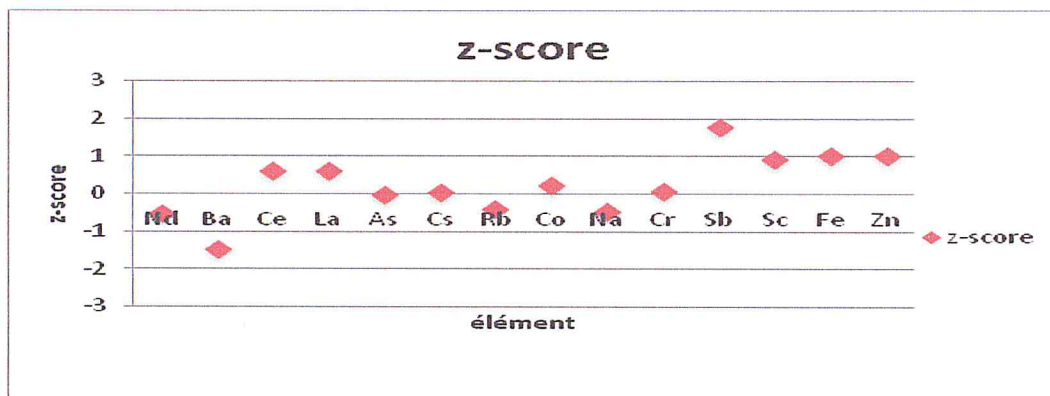 z-score
3
2
1
0
-1
-2
-3
z-score
Nd Ba Ce La As Cs Rb Co Na Cr Sb Sc Fe Zn
z-score
élément